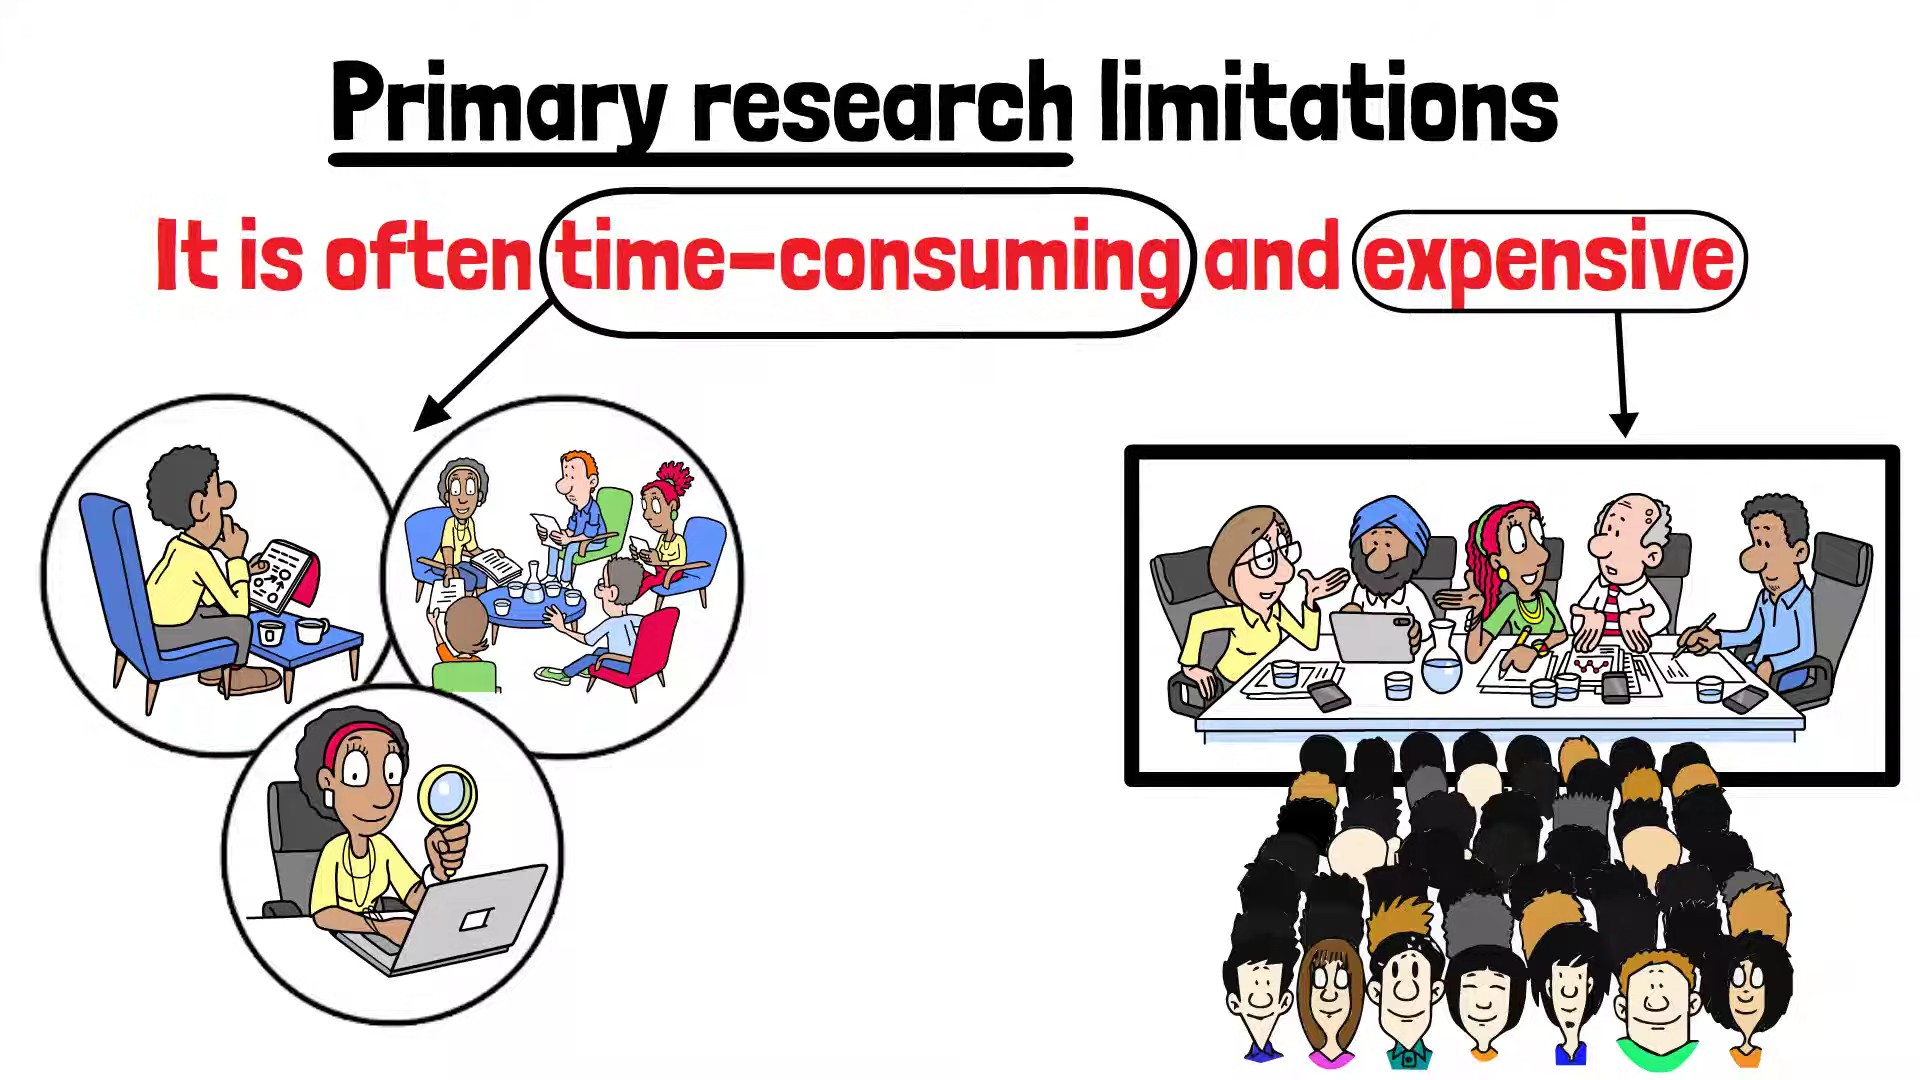 Primary research limitations
It is often time-consuming and expensive